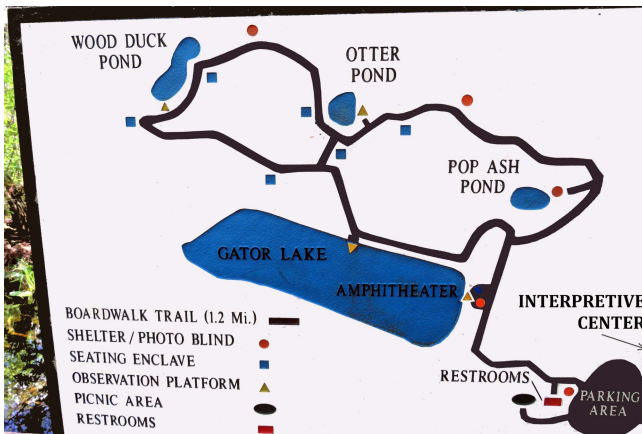 WOOD DUCK
POND
OTTER
POND
POP ASH
POND
GATOR LAKE
AMPHITHEATER
INTERPRETIVE
CENTER
BOARDWALK TRAIL (1.2 MI.)
SHELTER / PHOTO BLIND
SEATING ENCLAVE
OBSERVATION PLATFORM
PICNIC AREA
RESTROOMS
RESTROOMS
PARKING
AREA